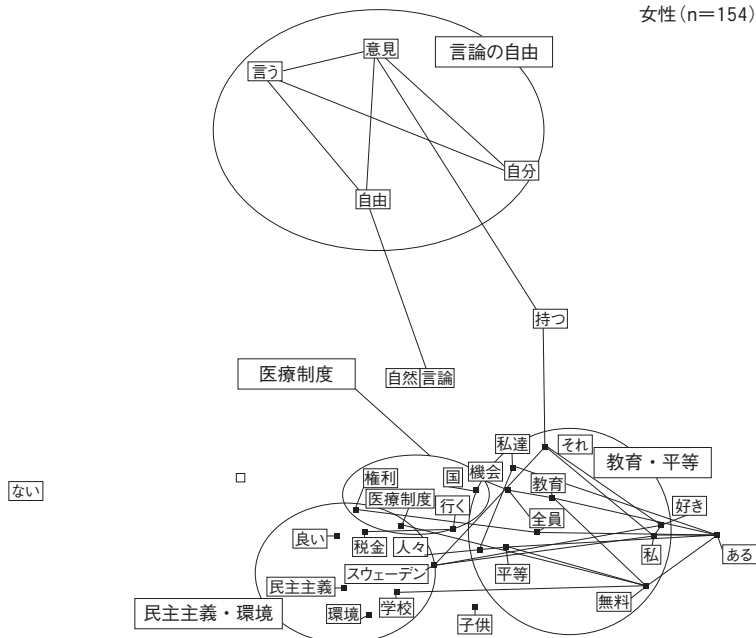 女性(n=154)
意見
言論の自由
言う
自分
自由
持つ
医療制度
自然
言論
私達
それ
教育・平等
ない
権利
国
機会
教育
医療制度
行く
全員
好き
良い
税金
人々
私
ある
スウェーデン
平等
民主主義
学校
無料
民主主義・環境
環境
子供